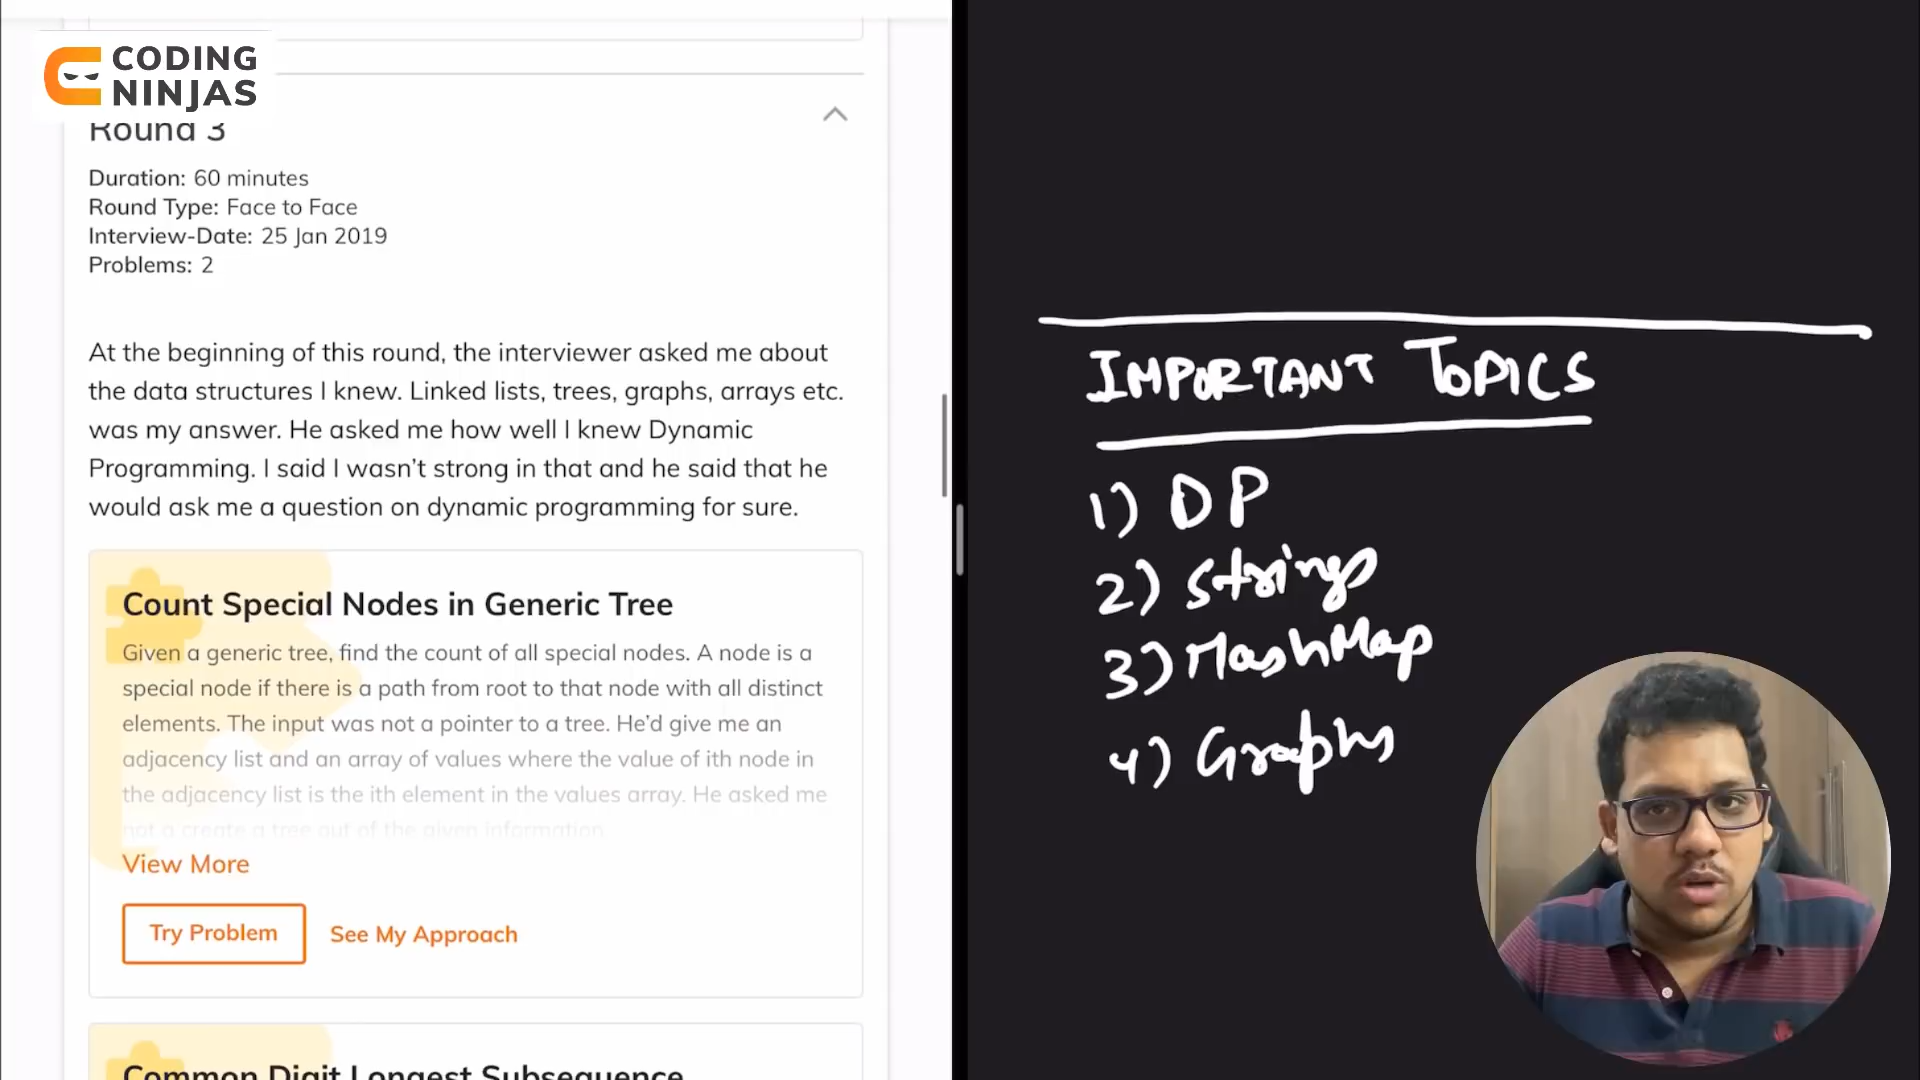 CODING
NINJAS
Round 3
Duration: 60 minutes
Round Type: Face to Face
Interview-Date: 25 Jan 2019
Problems: 2
At the beginning of this round, the interviewer asked me about
the data structures I knew. Linked lists, trees, graphs, arrays etc.
was my answer. He asked me how well I knew Dynamic
Programming. I said I wasn't strong in that and he said that he
would ask me a question on dynamic programming for sure.
Count Special Nodes in Generic Tree
Given a generic tree, find the count of all special nodes. A node is a
special node if there is a path from root to that node with all distinct
elements. The input was not a pointer to a tree. He'd give me an
adjacency list and an array of values where the value of ith node in
the adjacency list is the ith element in the values array. He asked me
not a create a tree out of the given information
View More
Try Problem
See My Approach
Common Digit Longest Subsequence
IMPORTANT TOPICS
1) DP
2) Strings
3) HashMap
4) Graphs